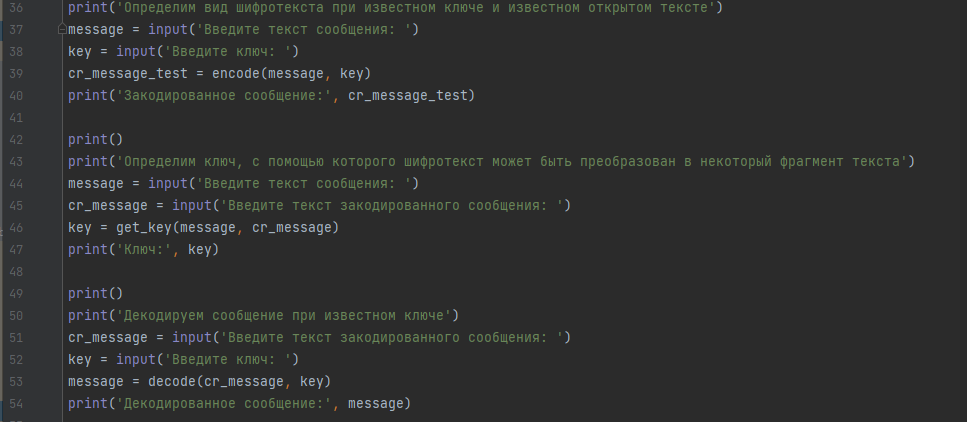 36 print('Определим вид шифротекста при известном ключе и известном открытом тексте')
37 message = input('Введите текст сообщения: ')
38 key = input('Введите ключ: ')
39 cr_message_test = encode(message, key)
40 print('Закодированное сообщение:', cr_message_test)
41
42 print()
43 print('Определим ключ, с помощью которого шифротекст может быть преобразован в некоторый фрагмент текста')
44 message = input('Введите текст сообщения: ')
45 cr_message = input('Введите текст закодированного сообщения: ')
46 key = get_key(message, cr_message)
47 print('Ключ:', key)
48
49 print()
50 print('Декодируем сообщение при известном ключе')
51 cr_message = input('Введите текст закодированного сообщения: ')
52 key = input('Введите ключ: ')
53 message = decode(cr_message, key)
54 print('Декодированное сообщение:', message)